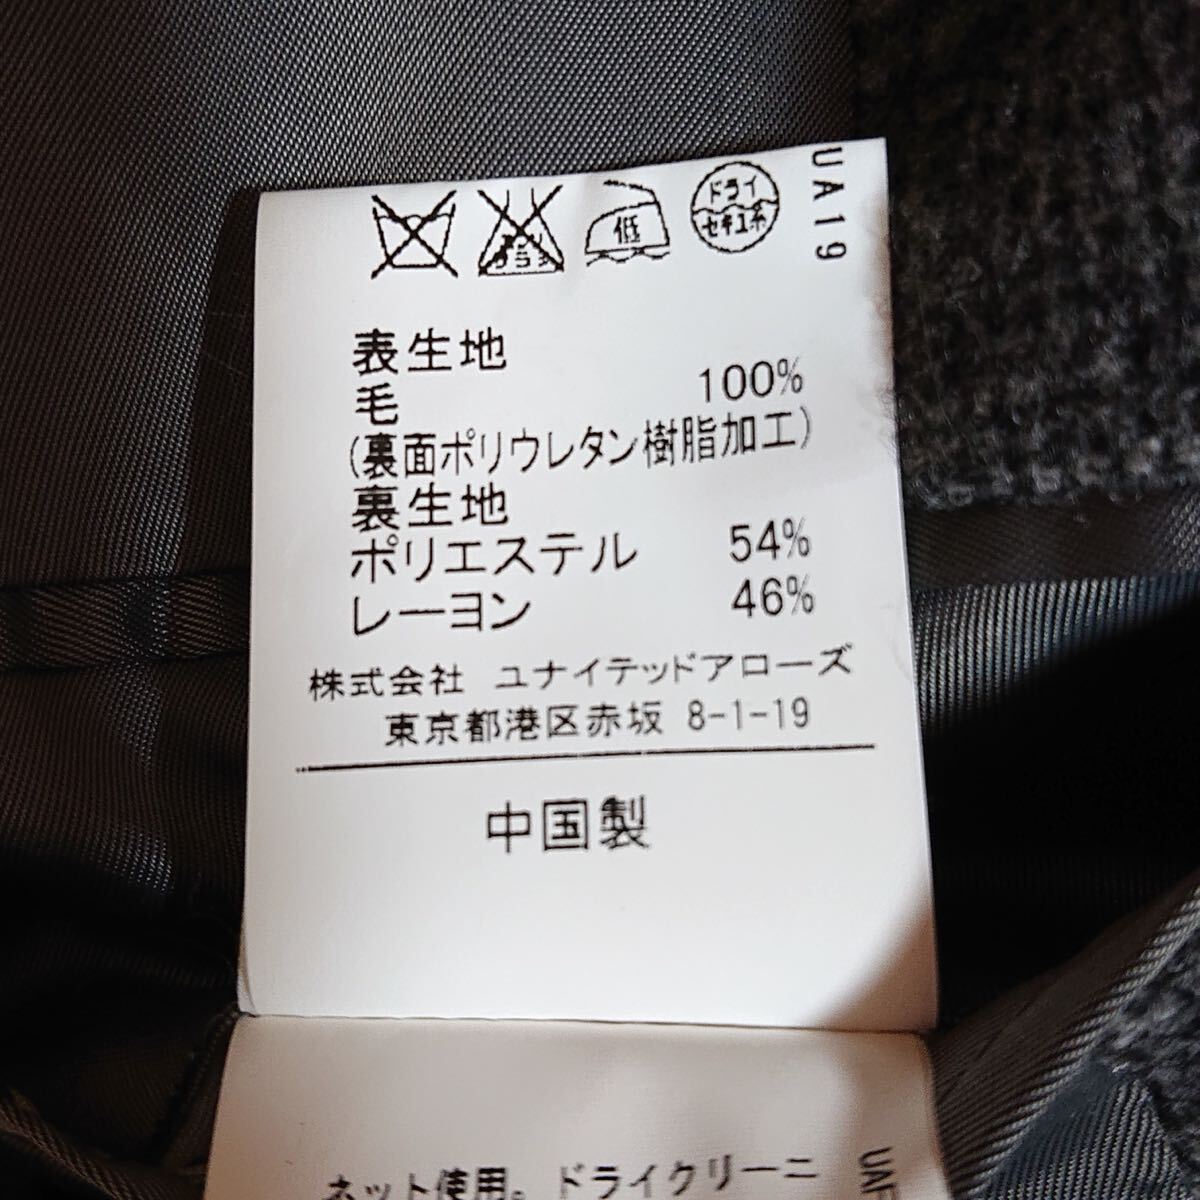 低
ドライ
セキユ系
UA19
表生地
毛 100%
(裏面ポリウレタン樹脂加工)
裏生地
ポリエステル 54%
レーヨン 46%
株式会社 ユナイテッドアローズ
東京都港区赤坂 8-1-19
中国製
ネット使用。ドライクリーニ